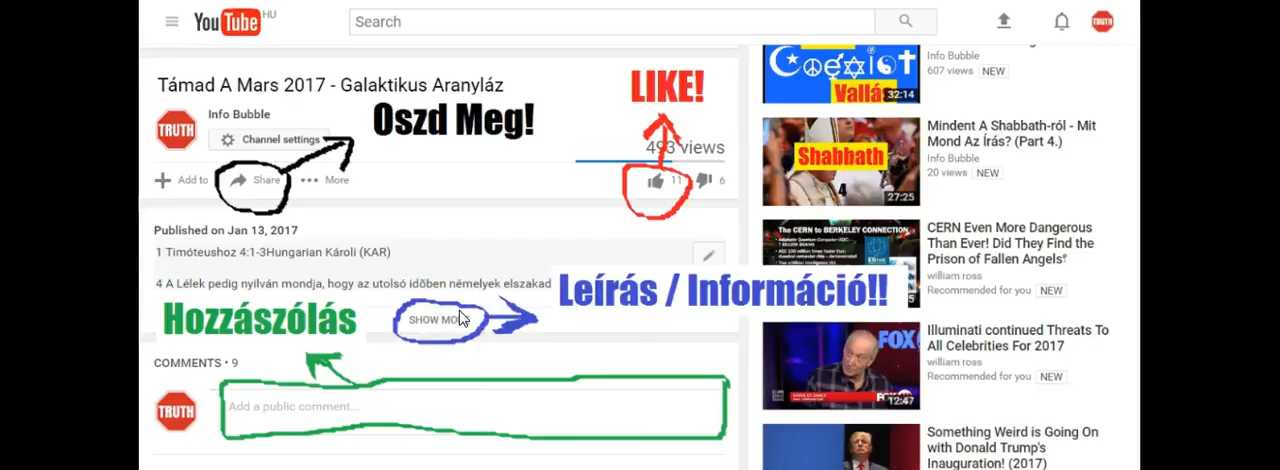 YouTube HU
Search
TRUTH
Támad A Mars 2017 - Galaktikus Aranyláz
TRUTH
Info Bubble
Channel settings
Oszd Meg!
LIKE!
493 views
Add to
Share
More
11
6
Published on Jan 13, 2017
1 Timóteushoz 4:1-3Hungarian Károli (KAR)
4 A Lélek pedig nyilván mondja, hogy az utolsó időben némelyek elszakad
Leírás / Információ!!
Hozzászólás
SHOW MO
COMMENTS • 9
TRUTH
Add a public comment...
Vallás
32:14
Info Bubble
607 views NEW
Shabbath
4
27:25
Mindent A Shabbath-ról - Mit
Mond Az Írás? (Part 4.)
Info Bubble
20 views NEW
The CERN to BERKELEY CONNECTION
CERN Even More Dangerous
Than Ever! Did They Find the
Prison of Fallen Angels‽
william ross
Recommended for you NEW
FOX
12:47
Illuminati continued Threats To
All Celebrities For 2017
william ross
Recommended for you NEW
Something Weird is Going On
with Donald Trump's
Inauguration! (2017)